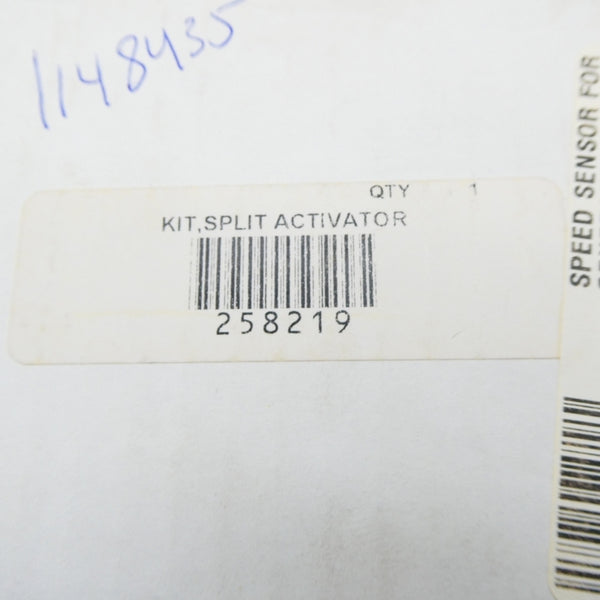 1148435
QTY 1
KIT,SPLIT ACTIVATOR
258219
SPEED SENSOR FOR